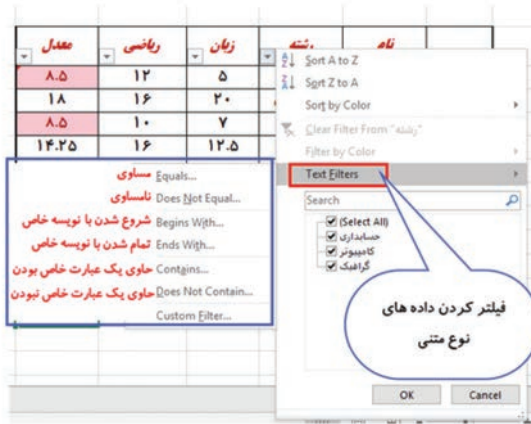 نام رشته زبان ریاضی معدل
۵ ۱۲ ۸.۵
۲۰ ۱۶ ۱۸
۷ ۱۰ ۸.۵
۱۲.۵ ۱۶ ۱۴.۲۵
Sort A to Z
Sort Z to A
Sort by Color
Clear Filter From "رشته"
Filter by Color
Text Filters
Search
(Select All)
حسابداری
کامپیوتر
گرافیک
OK Cancel
مساوی Equals...
نامساوی Does Not Equal...
شروع شدن با نویسه خاص Begins With...
تمام شدن با نویسه خاص Ends With...
حاوی یک عبارت خاص بودن Contains...
حاوی یک عبارت خاص نبودن Does Not Contain...
Custom Filter...
فیلتر کردن داده های
نوع متنی